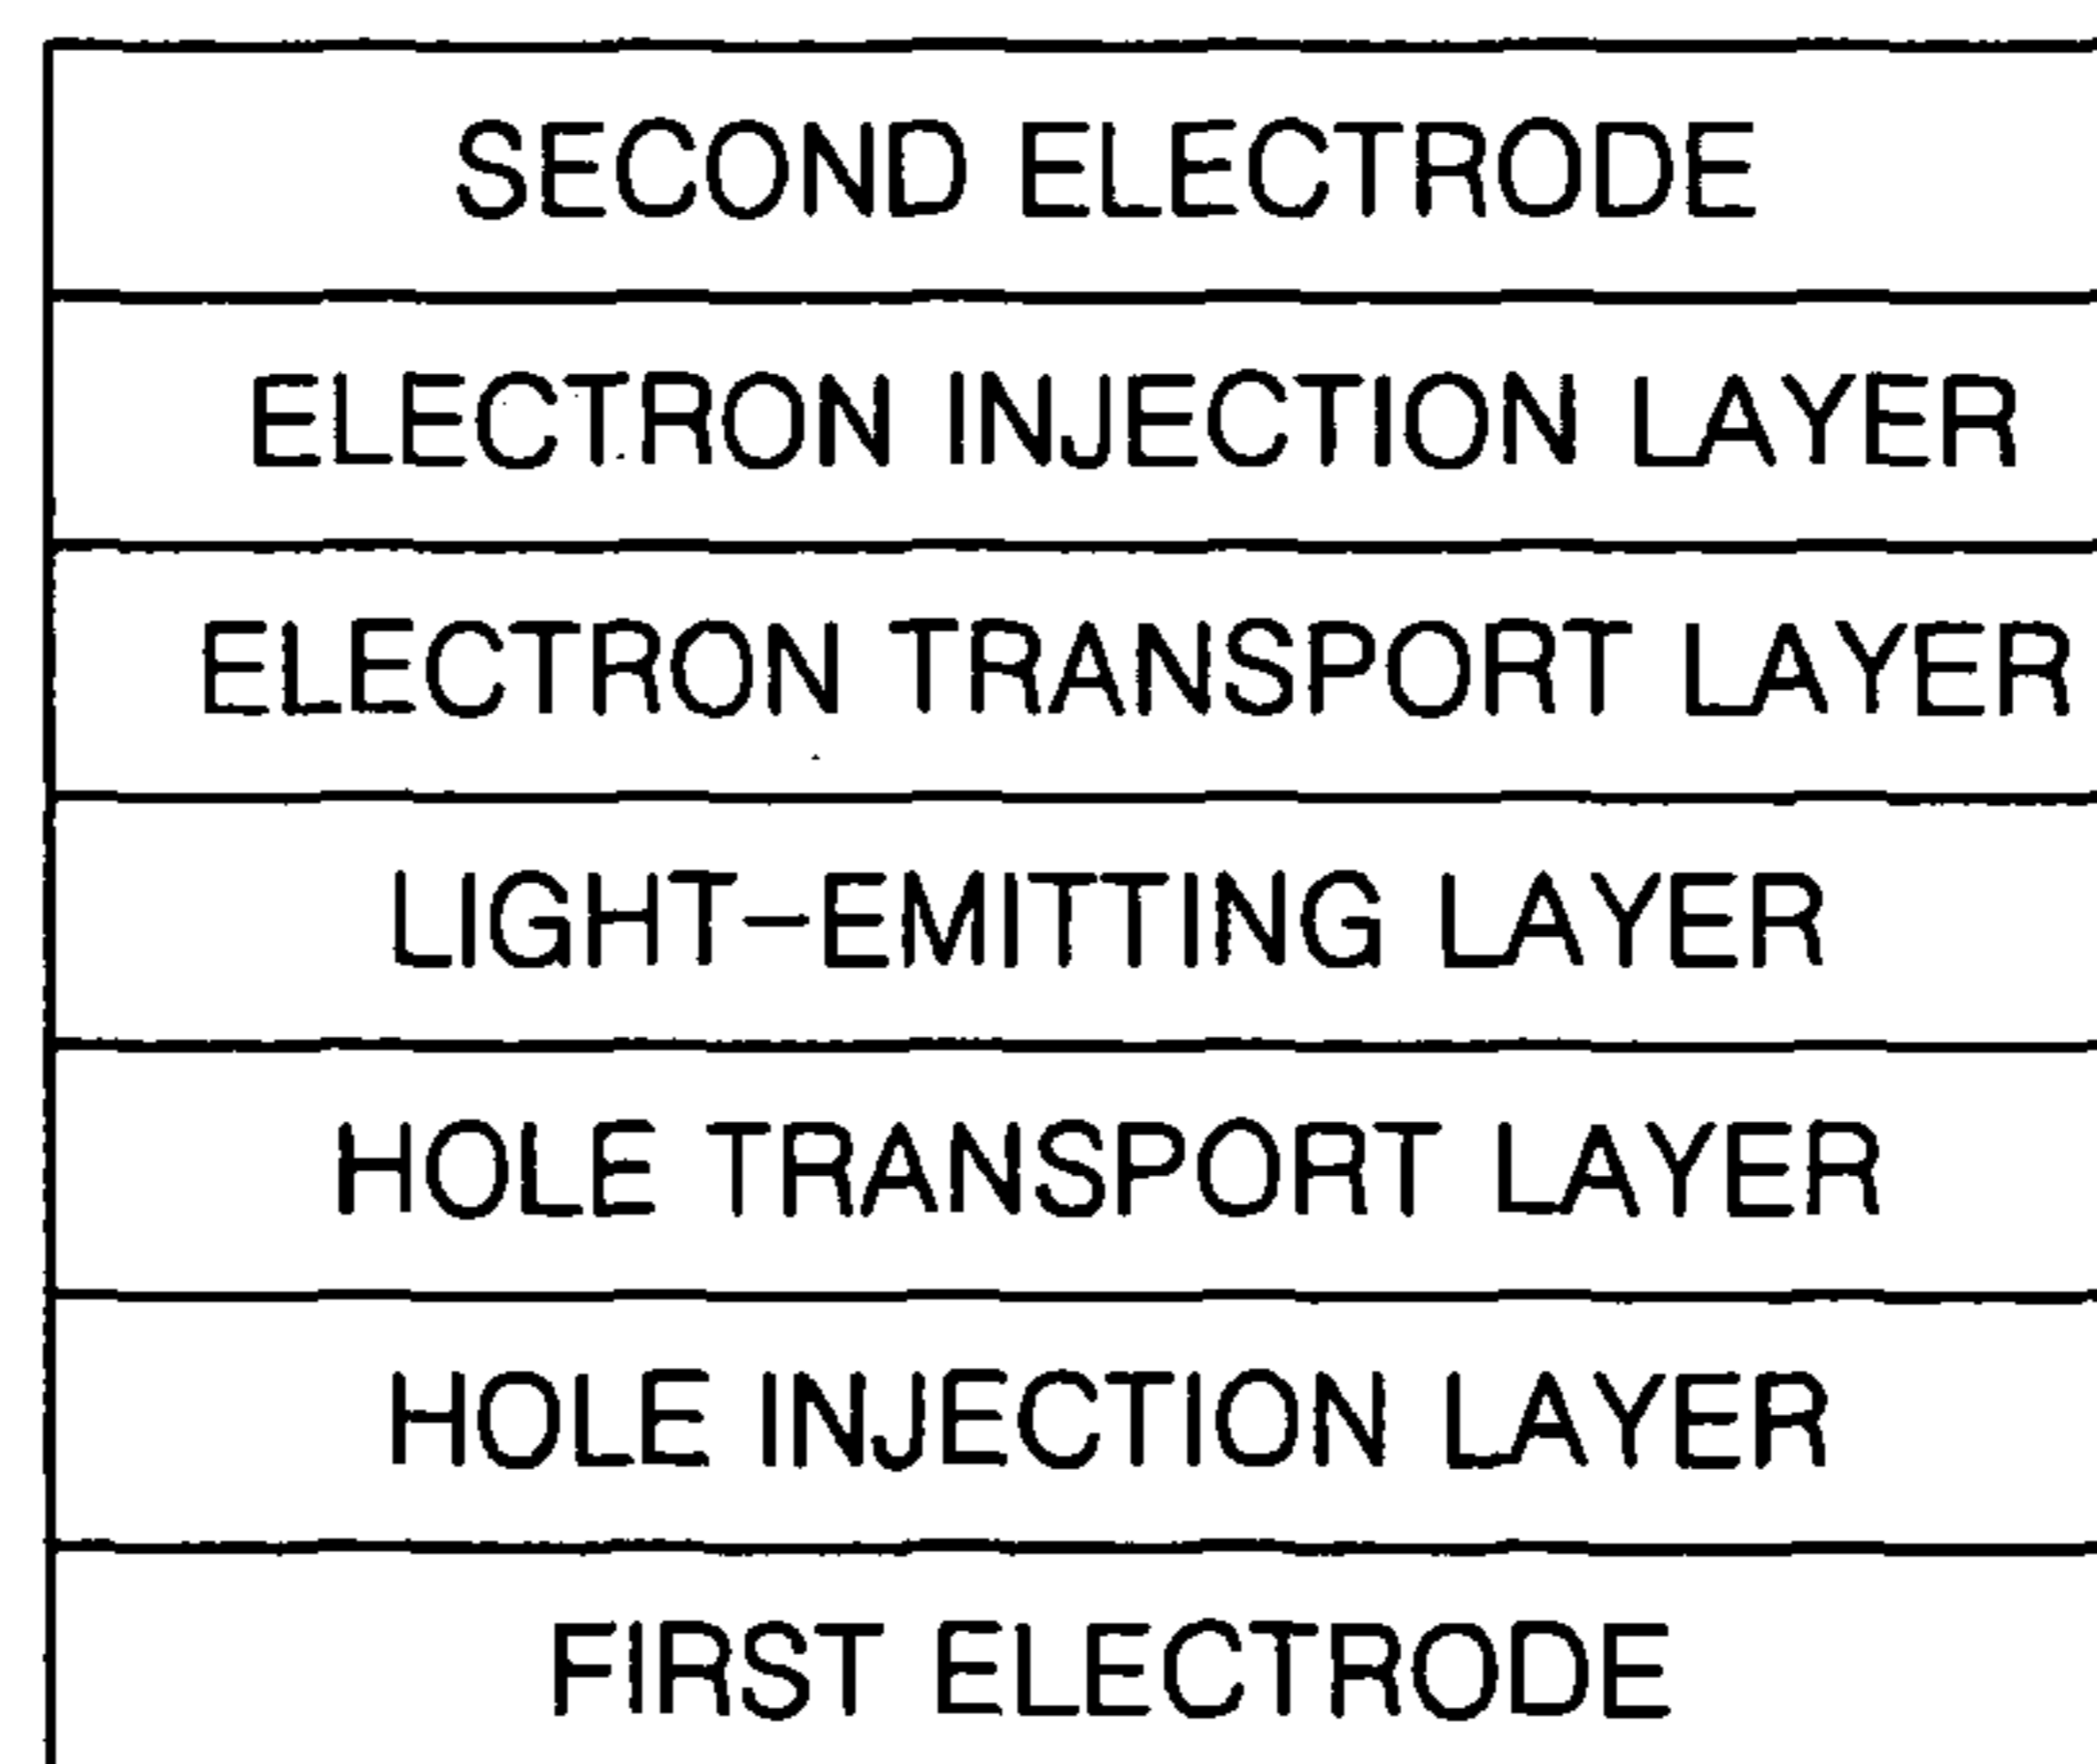 SECOND ELECTRODE
ELECTRON INJECTION LAYER
ELECTRON TRANSPORT LAYER
LIGHT-EMITTING LAYER
HOLE TRANSPORT LAYER
HOLE INJECTION LAYER
FIRST ELECTRODE